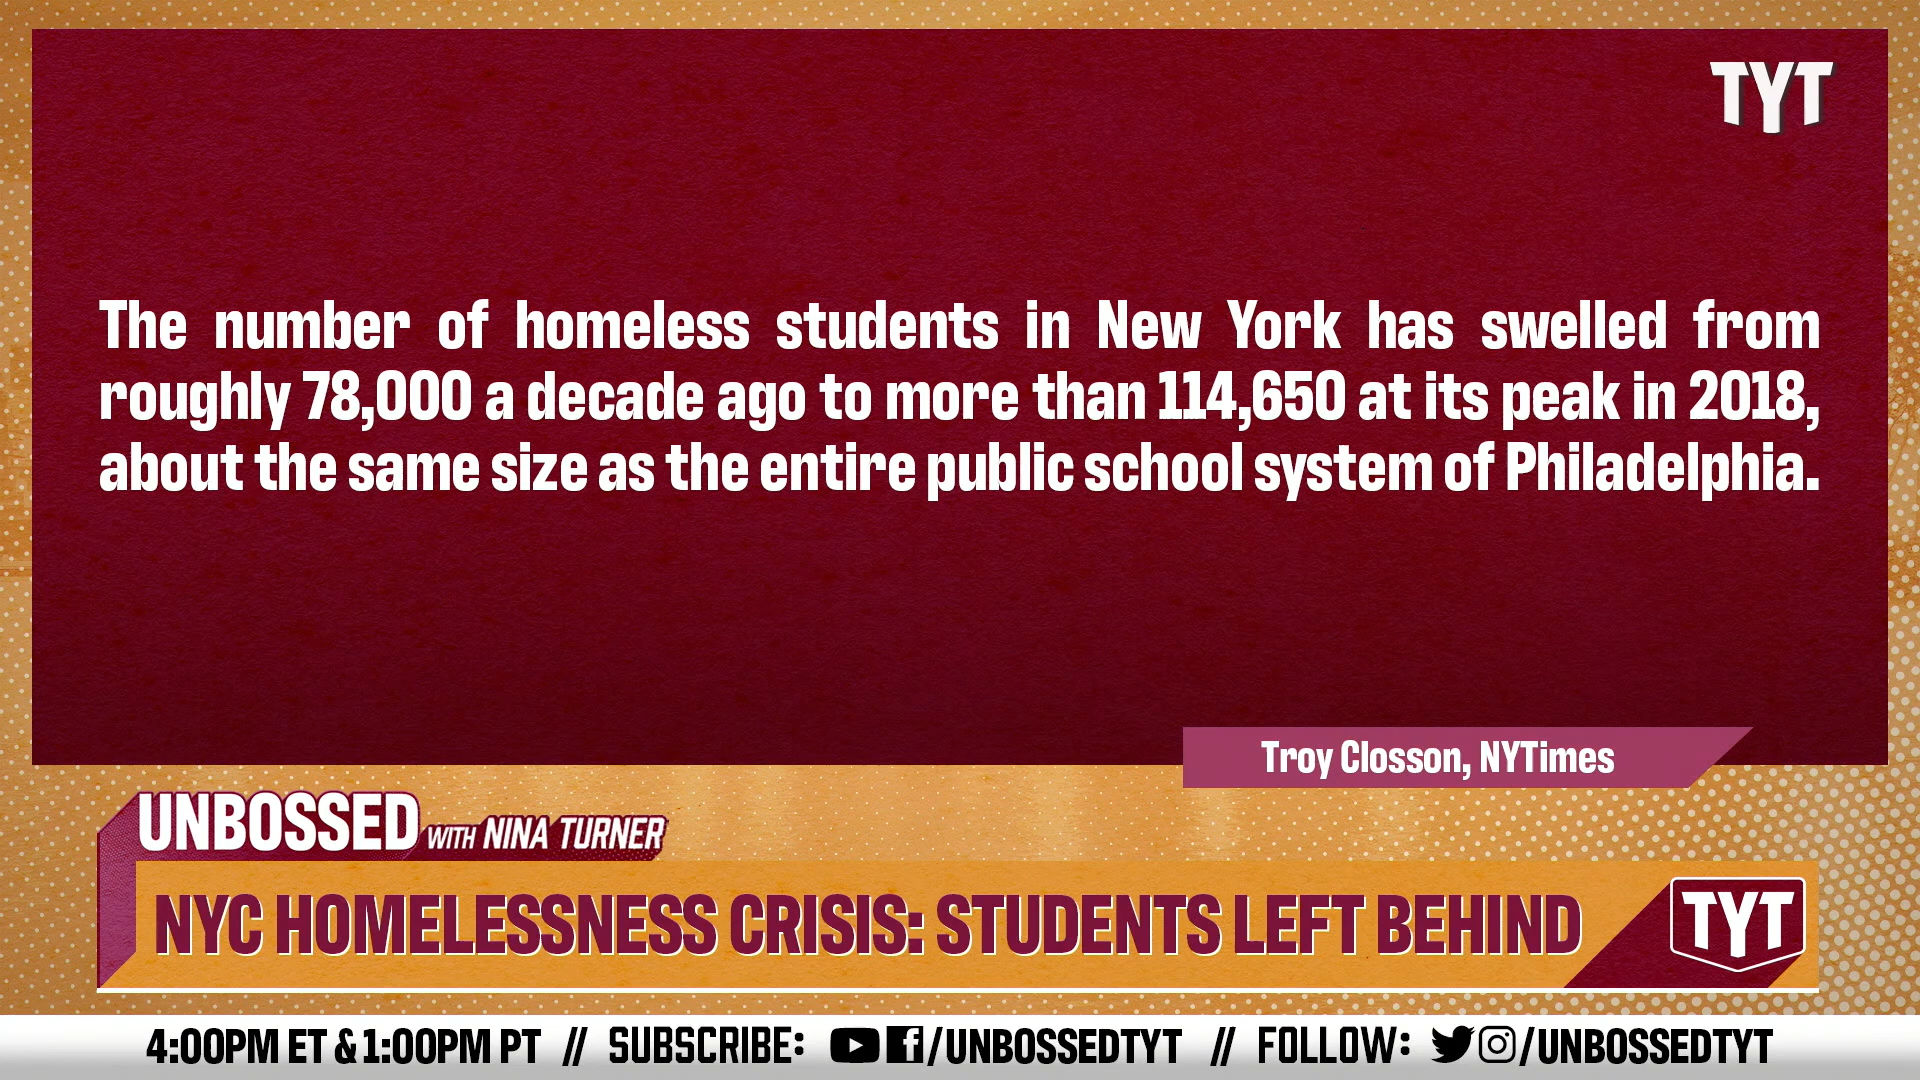 TYT
The number of homeless students in New York has swelled from
roughly 78,000 a decade ago to more than 114,650 at its peak in 2018,
about the same size as the entire public school system of Philadelphia.
Troy Closson, NYTimes
UNBOSSED WITH NINA TURNER
NYC HOMELESSNESS CRISIS: STUDENTS LEFT BEHIND
TYT
4:00PM ET & 1:00PM PT // SUBSCRIBE: /UNBOSSEDTYT // FOLLOW: /UNBOSSEDTYT